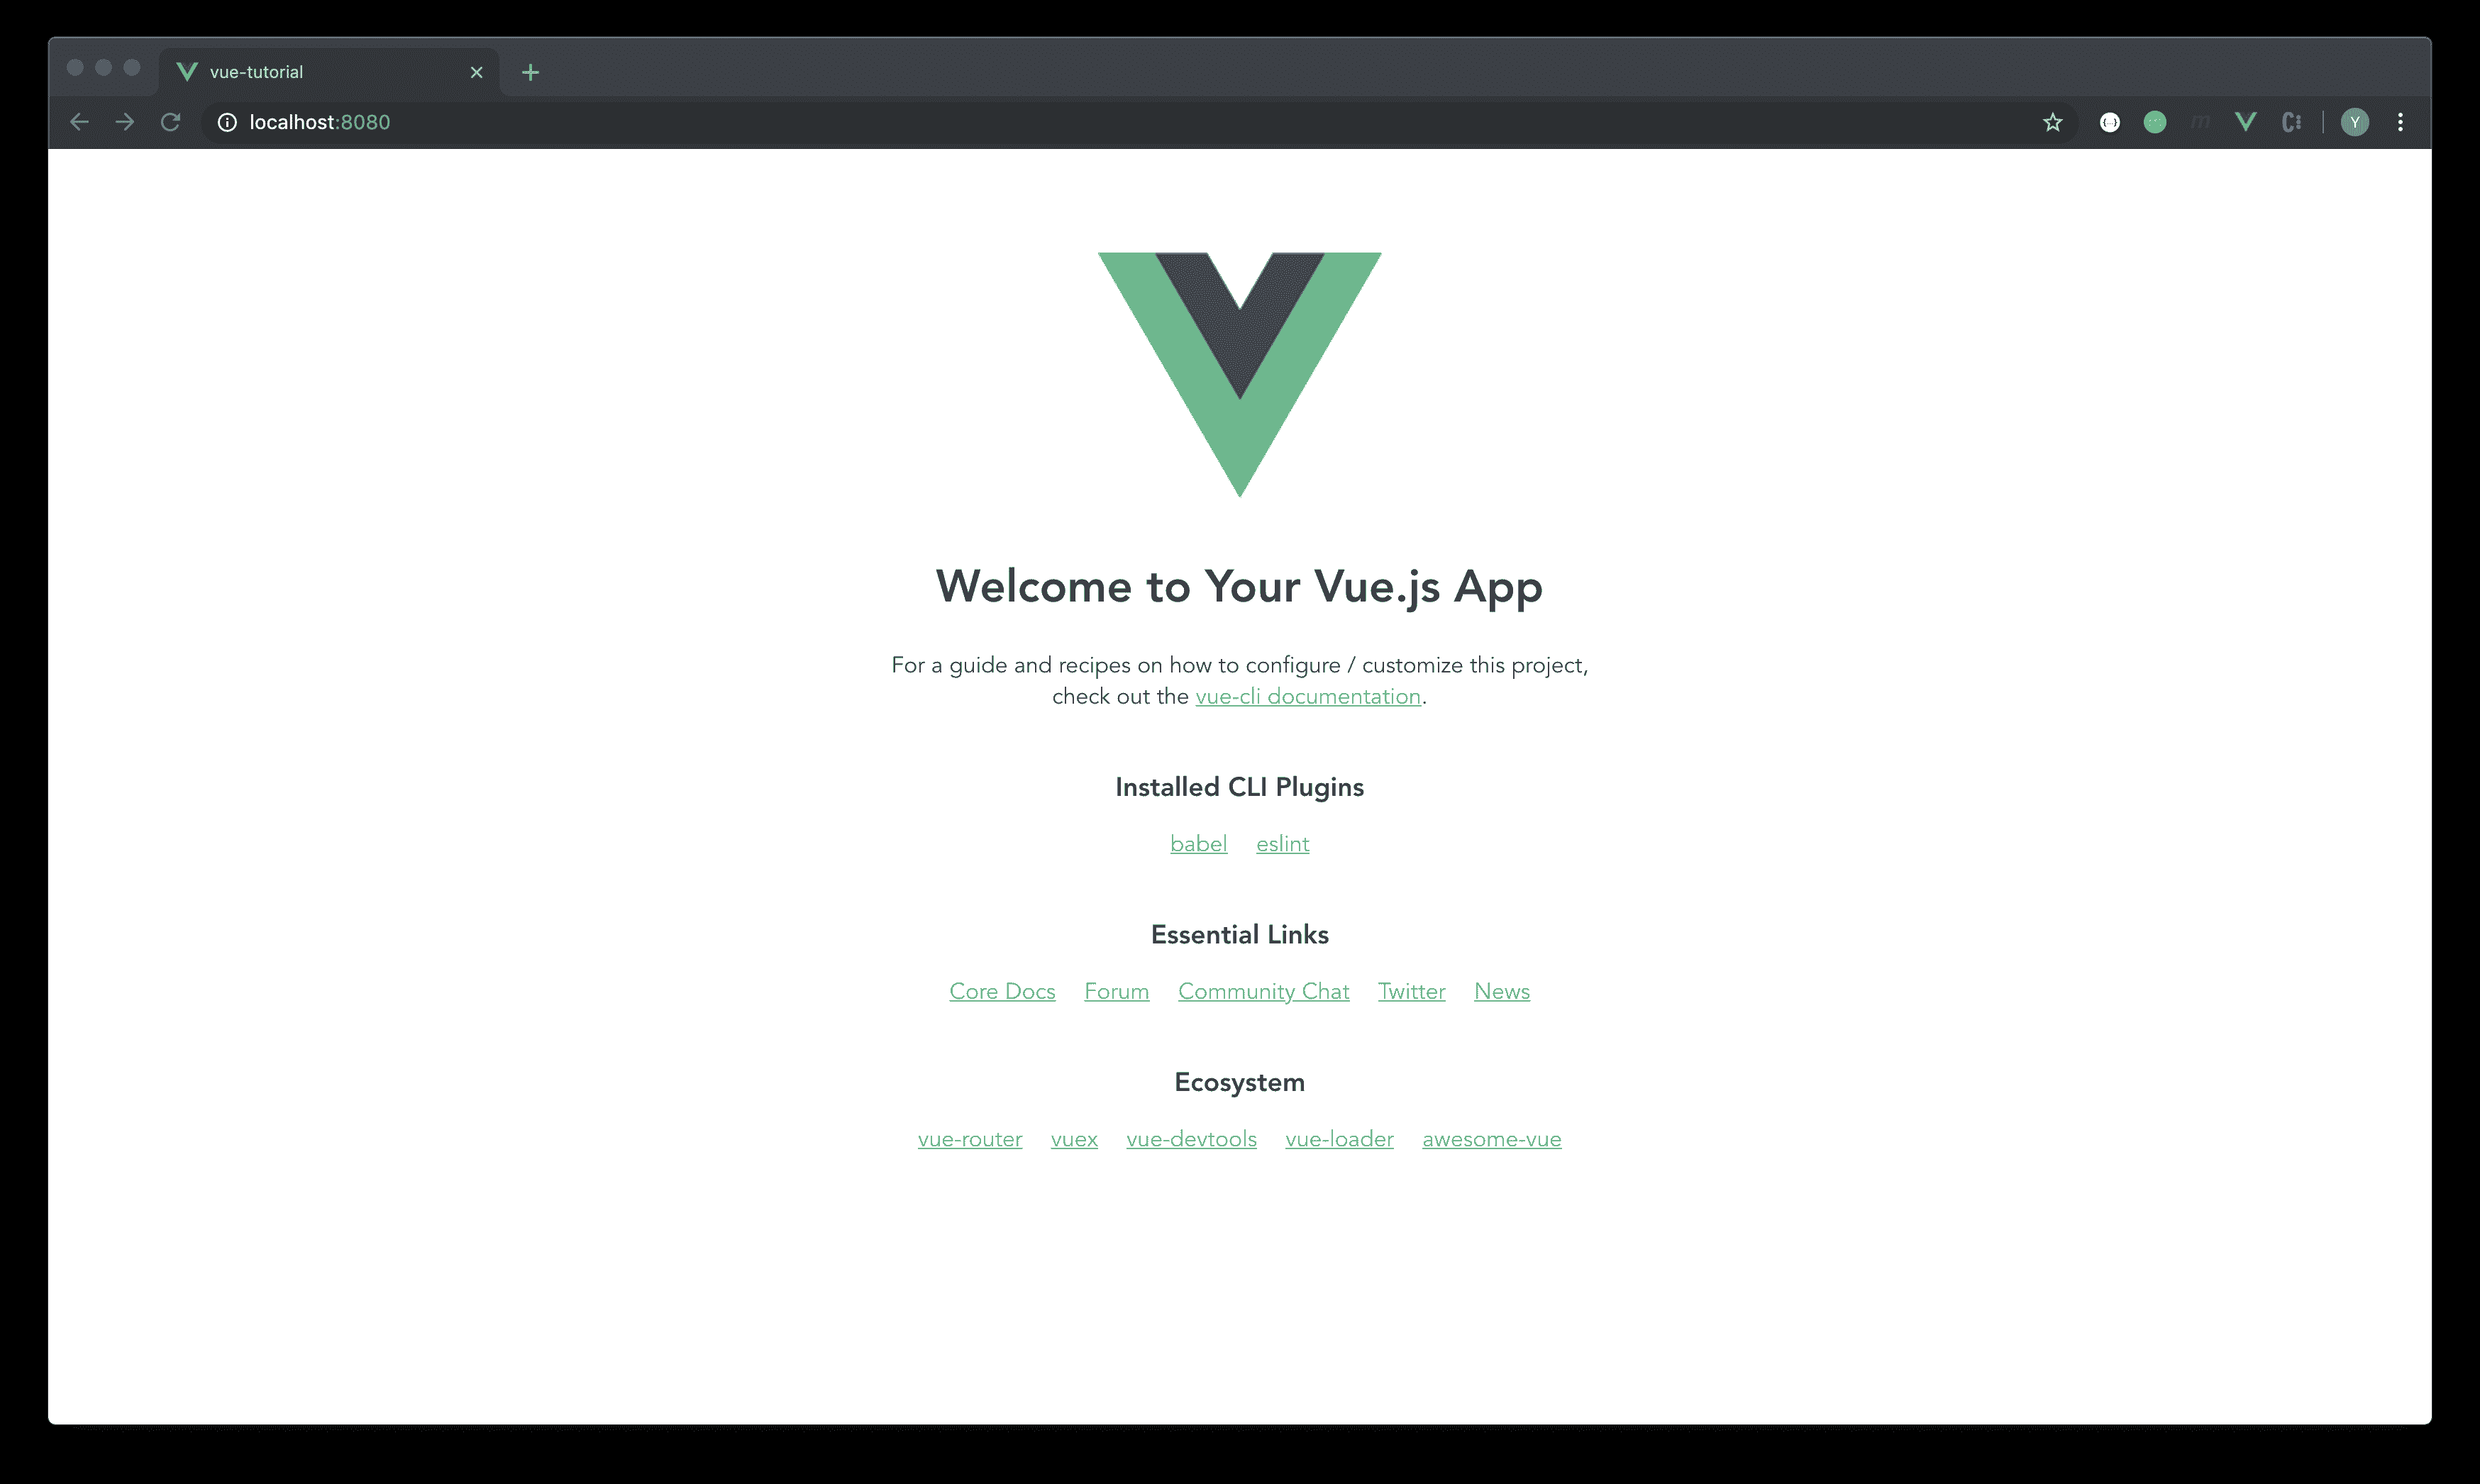 vue-tutorial
localhost:8080
Y
Welcome to Your Vue.js App
For a guide and recipes on how to configure / customize this project,
check out the vue-cli documentation.
Installed CLI Plugins
babel eslint
Essential Links
Core Docs Forum Community Chat Twitter News
Ecosystem
vue-router vuex vue-devtools vue-loader awesome-vue